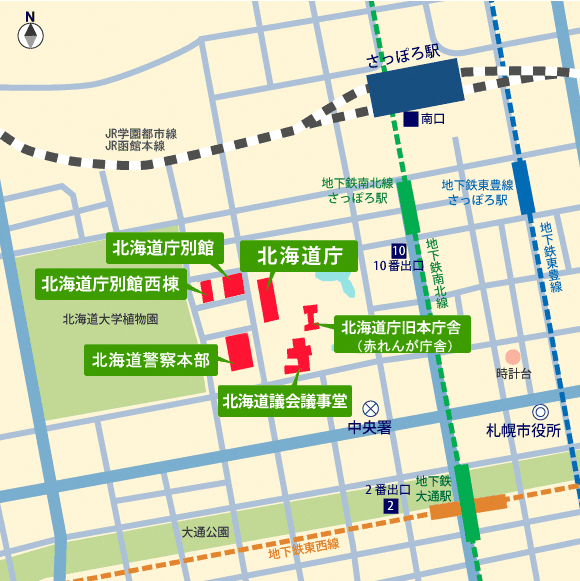 N
さっぽろ駅
南口
JR学園都市線
JR函館本線
地下鉄南北線
さっぽろ駅
地下鉄東豊線
さっぽろ駅
北海道庁別館
北海道庁
10
10番出口
地下鉄南北線
地下鉄東豊線
北海道庁別館西棟
北海道大学植物園
北海道庁旧本庁舎
（赤れんが庁舎）
北海道警察本部
時計台
北海道議会議事堂
中央署
札幌市役所
地下鉄
大通駅
2番出口
2
大通公園
地下鉄東西線